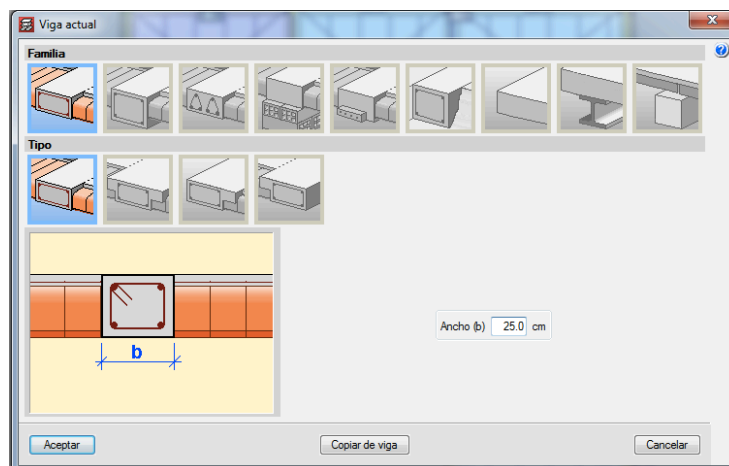 Viga actual
Familia
Tipo
b
Ancho (b) 25.0 cm
Aceptar
Copiar de viga
Cancelar